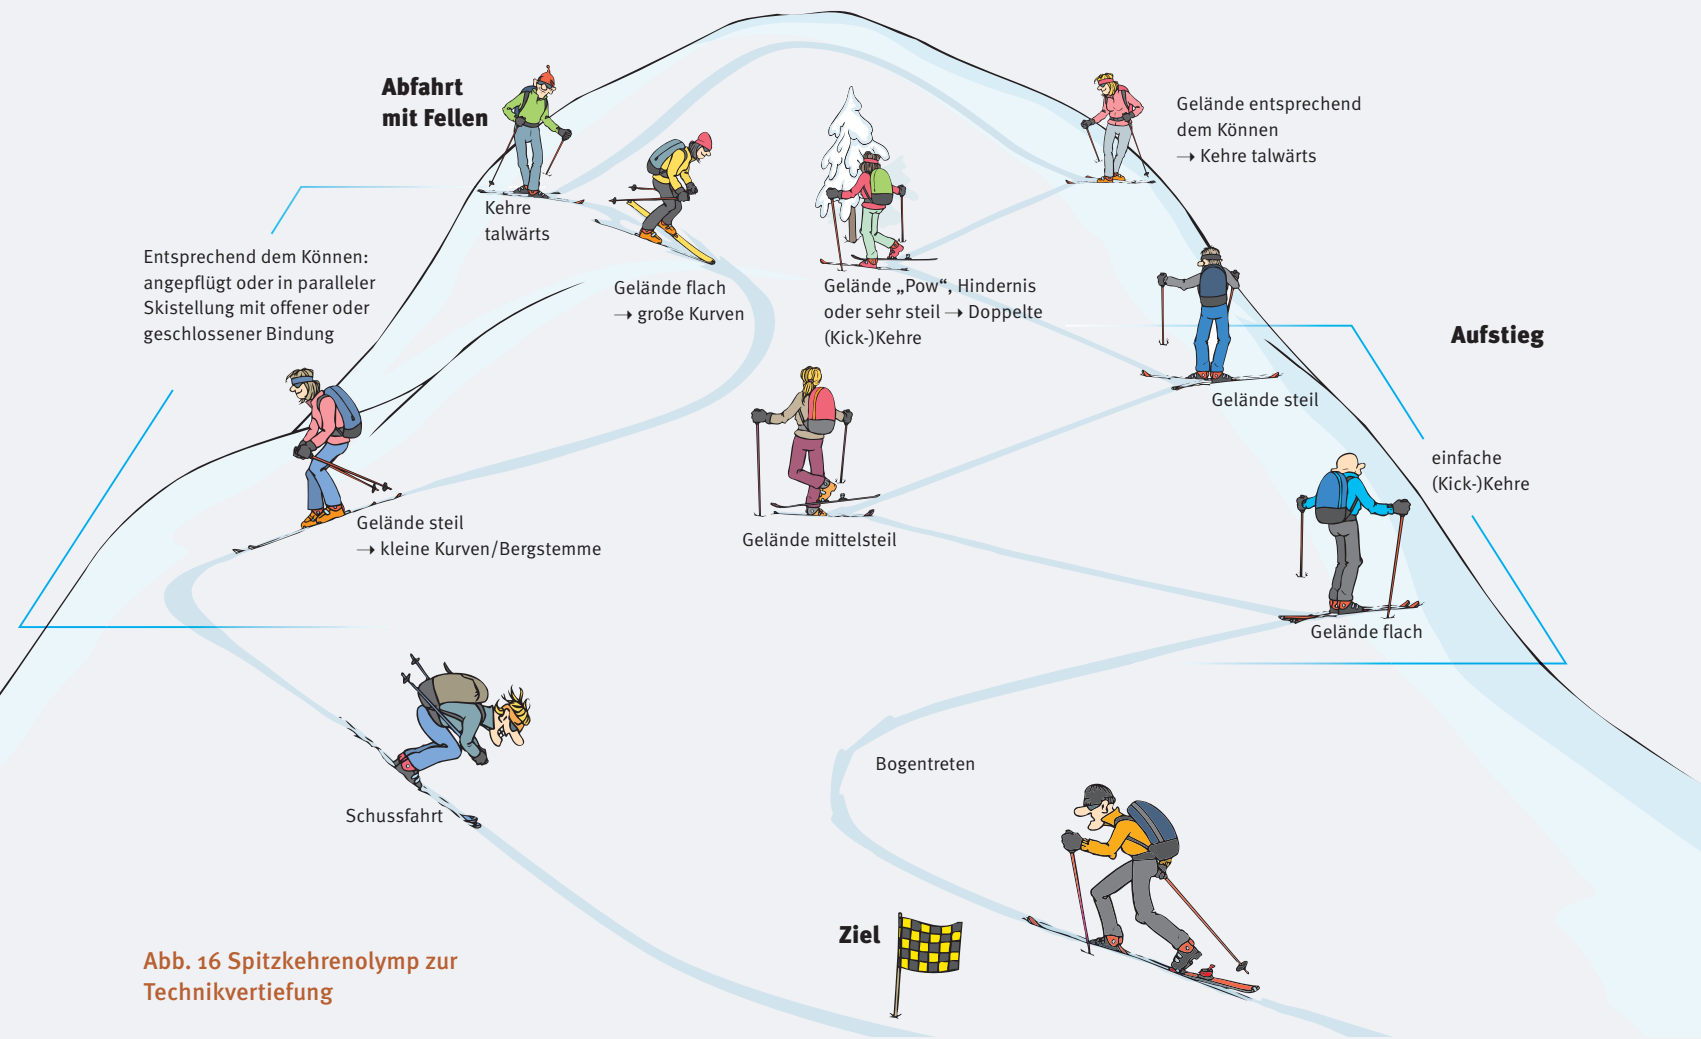 Abfahrt
mit Fellen
Gelände entsprechend
dem Können
→ Kehre talwärts
Kehre
talwärts
Entsprechend dem Können:
angepflügt oder in paralleler
Skistellung mit offener oder
geschlossener Bindung
Gelände flach
→ große Kurven
Gelände „Pow“, Hindernis
oder sehr steil → Doppelte
(Kick-)Kehre
Aufstieg
Gelände steil
einfache
(Kick-)Kehre
Gelände steil
→ kleine Kurven/Bergstemme
Gelände mittelsteil
Gelände flach
Bogentreten
Schussfahrt
Ziel
Abb. 16 Spitzkehrenolymp zur
Technikvertiefung